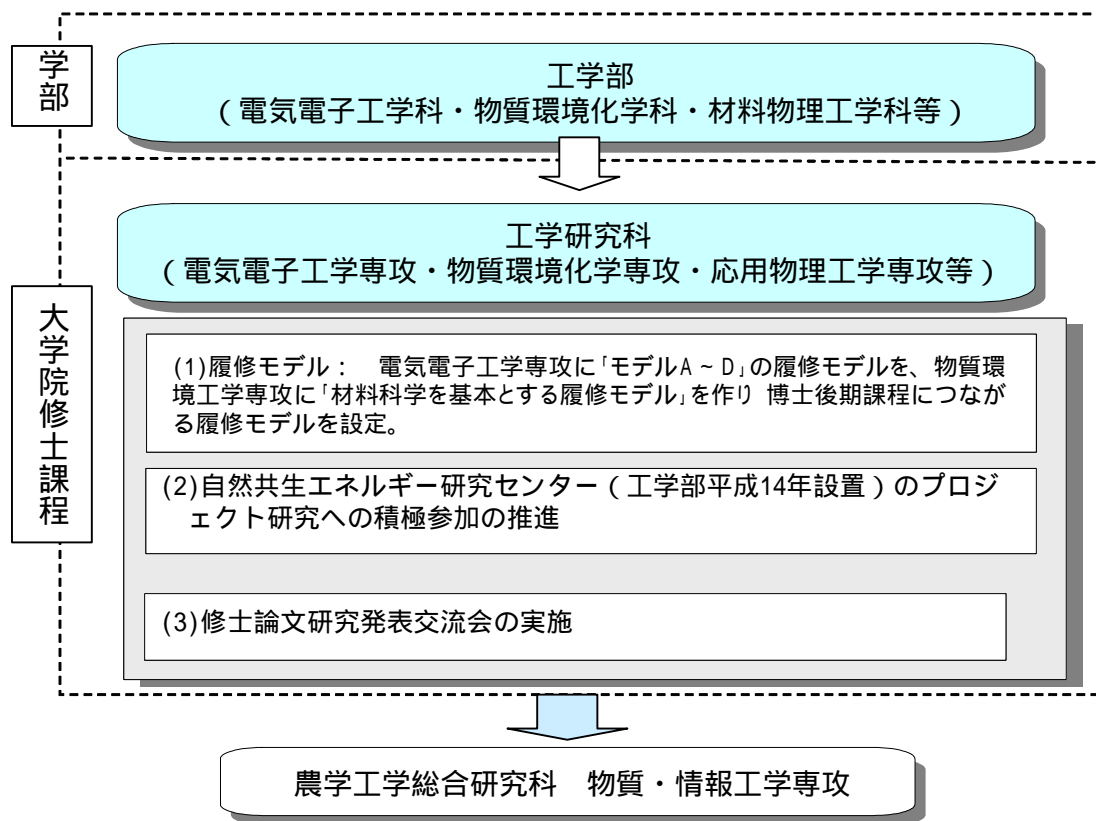 学部
工学部
（電気電子工学科・物質環境化学科・材料物理工学科等）
工学研究科
（電気電子工学専攻・物質環境化学専攻・応用物理工学専攻等）
大学院修士課程
(1)履修モデル：　電気電子工学専攻に「モデルA～D」の履修モデルを、物質環
境工学専攻に「材料科学を基本とする履修モデル」を作り 博士後期課程につなが
る履修モデルを設定。
(2)自然共生エネルギー研究センター（工学部平成14年設置）のプロジ
ェクト研究への積極参加の推進
(3)修士論文研究発表交流会の実施
農学工学総合研究科　物質・情報工学専攻